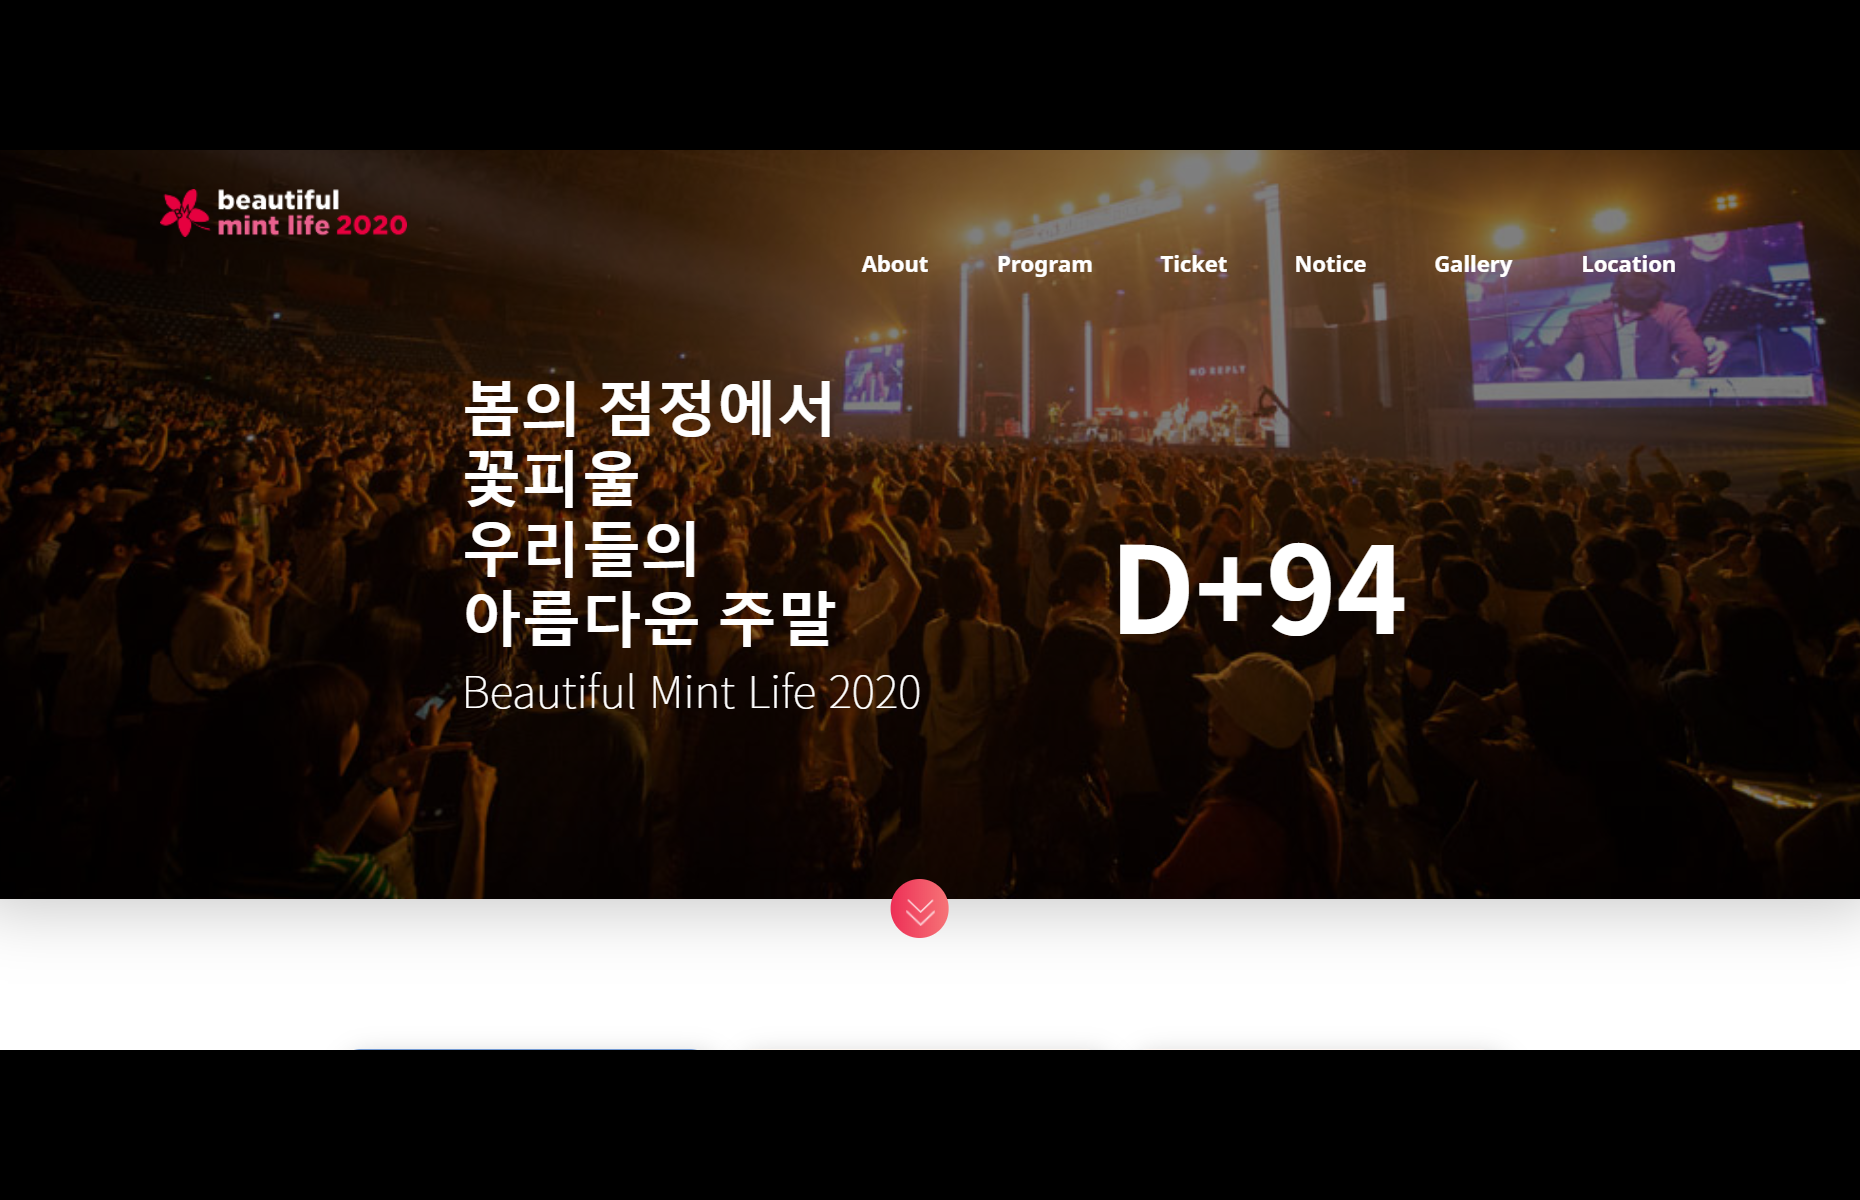 beautiful
mint life 2020
About Program Ticket Notice Gallery Location
NO REPLY
봄의 점정에서
꽃피울
우리들의
아름다운 주말
Beautiful Mint Life 2020
D+94